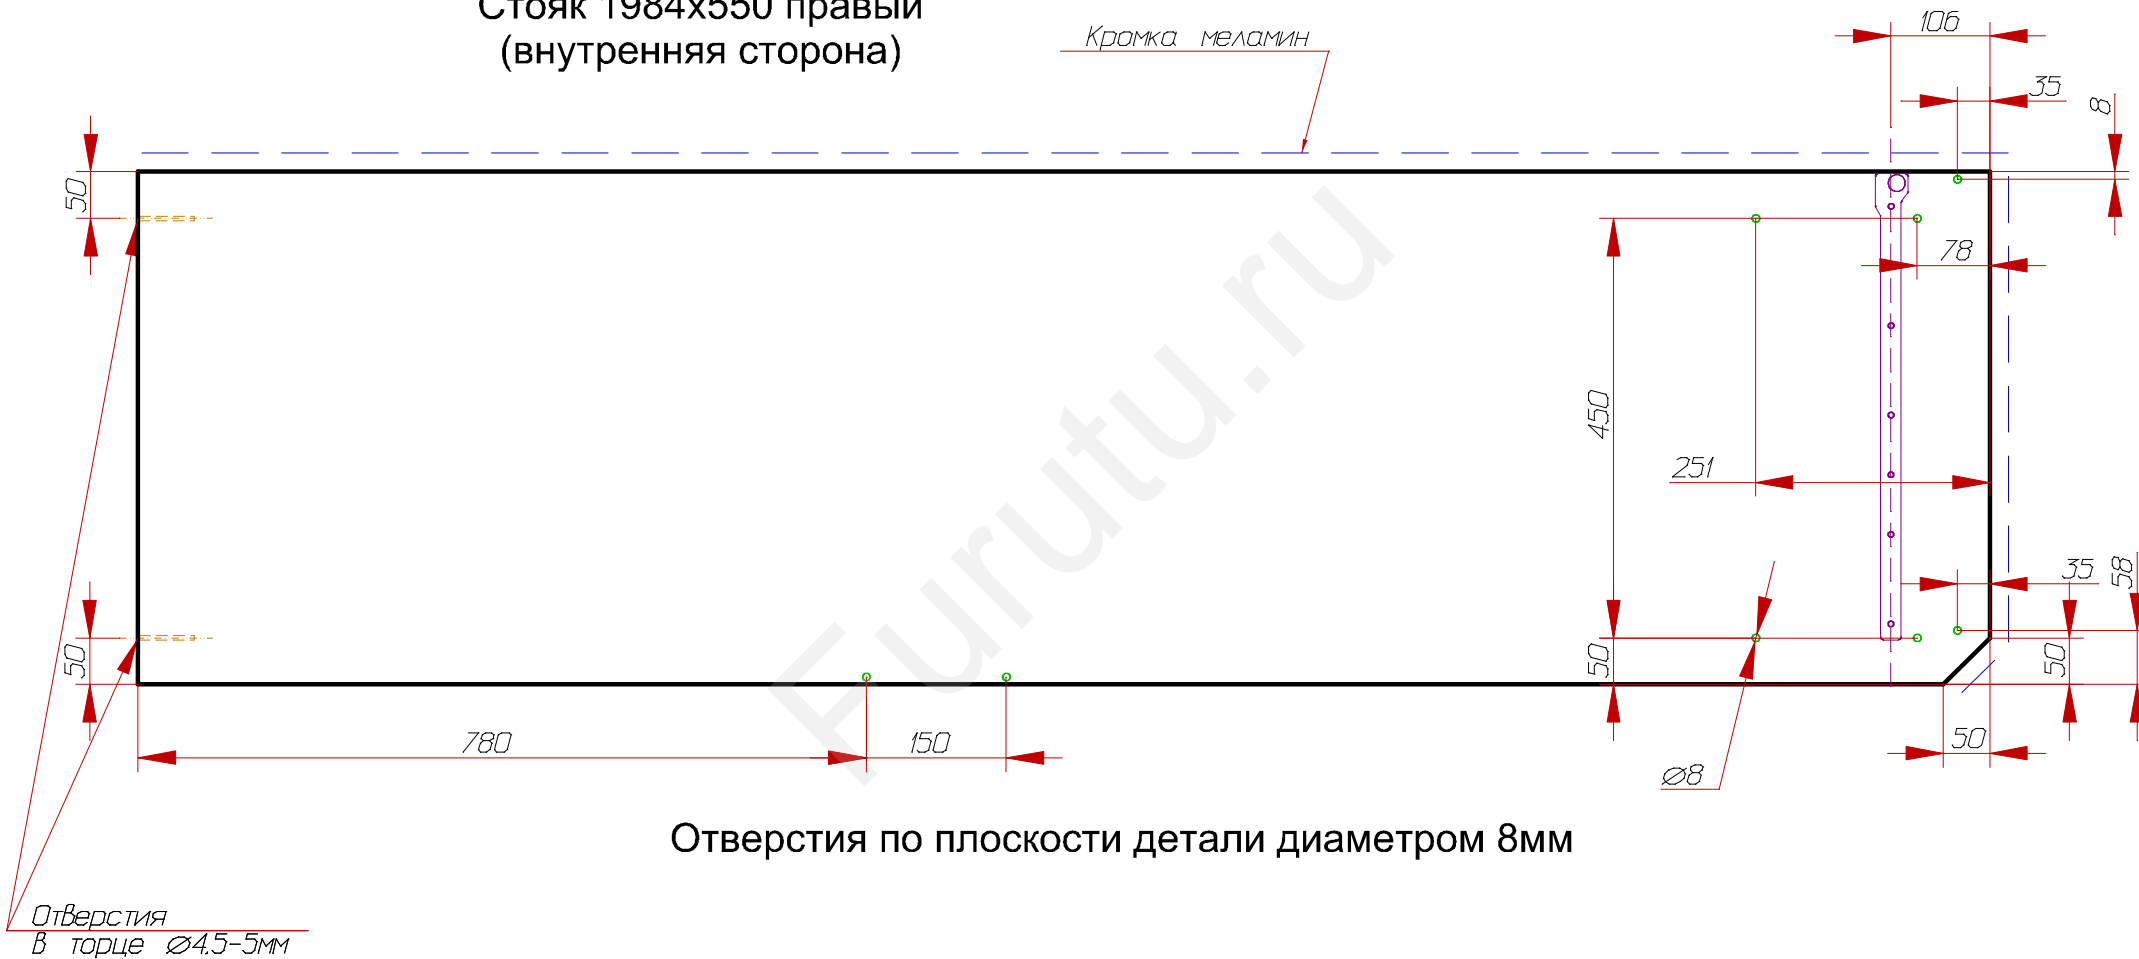 Стояк 1984х550 правый
(внутренняя сторона)
Кромка меламин
106
35
8
50
78
450
251
35
58
50
50
50
780
150
50
Ø8
Furutu.ru
Отверстия по плоскости детали диаметром 8мм
Отверстия
В торце Ø4,5-5мм